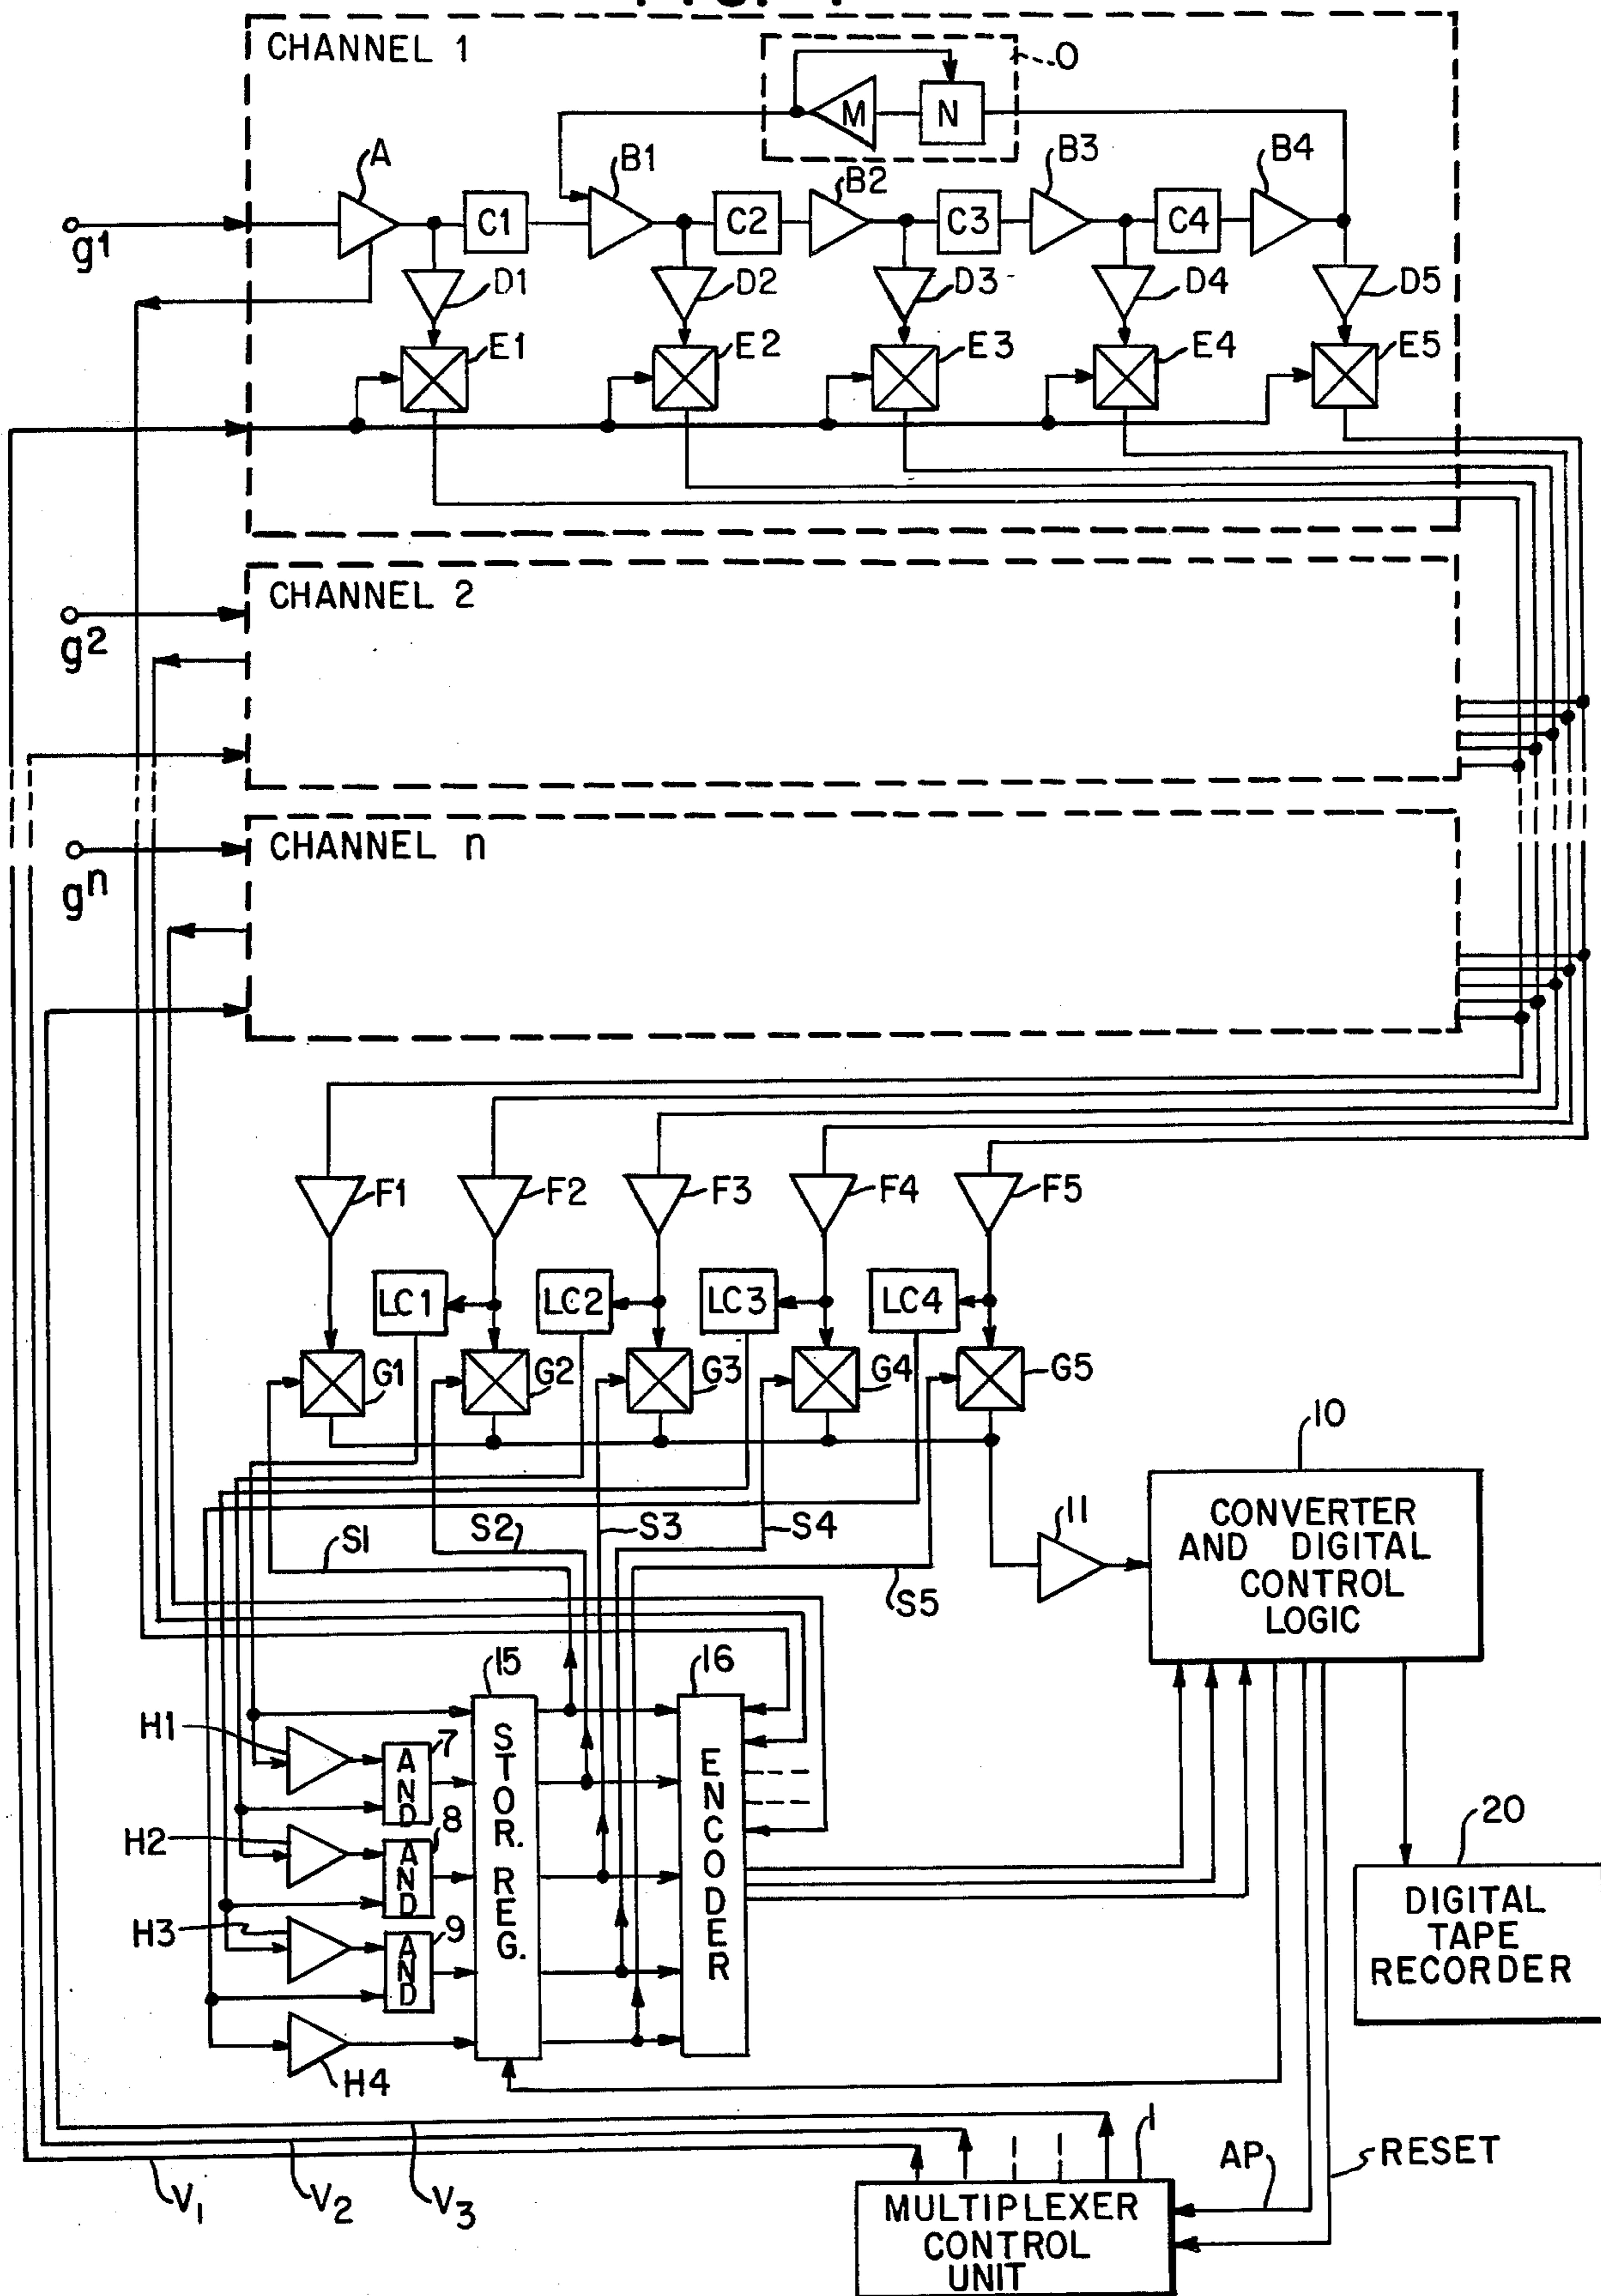 CHANNEL 1
O
M
N
A
B1
B2
B3
B4
C1
C2
C3
C4
g1
D1
D2
D3
D4
D5
E1
E2
E3
E4
E5
CHANNEL 2
g2
CHANNEL n
gn
F1
F2
F3
F4
F5
LC1
LC2
LC3
LC4
G1
G2
G3
G4
G5
10
CONVERTER
AND DIGITAL
CONTROL
LOGIC
11
S1
S2
S3
S4
S5
15
16
STOR. REG.
ENCODER
H1
AND
7
H2
AND
8
H3
AND
9
H4
20
DIGITAL
TAPE
RECORDER
V1
V2
V3
1
MULTIPLEXER
CONTROL
UNIT
AP
RESET